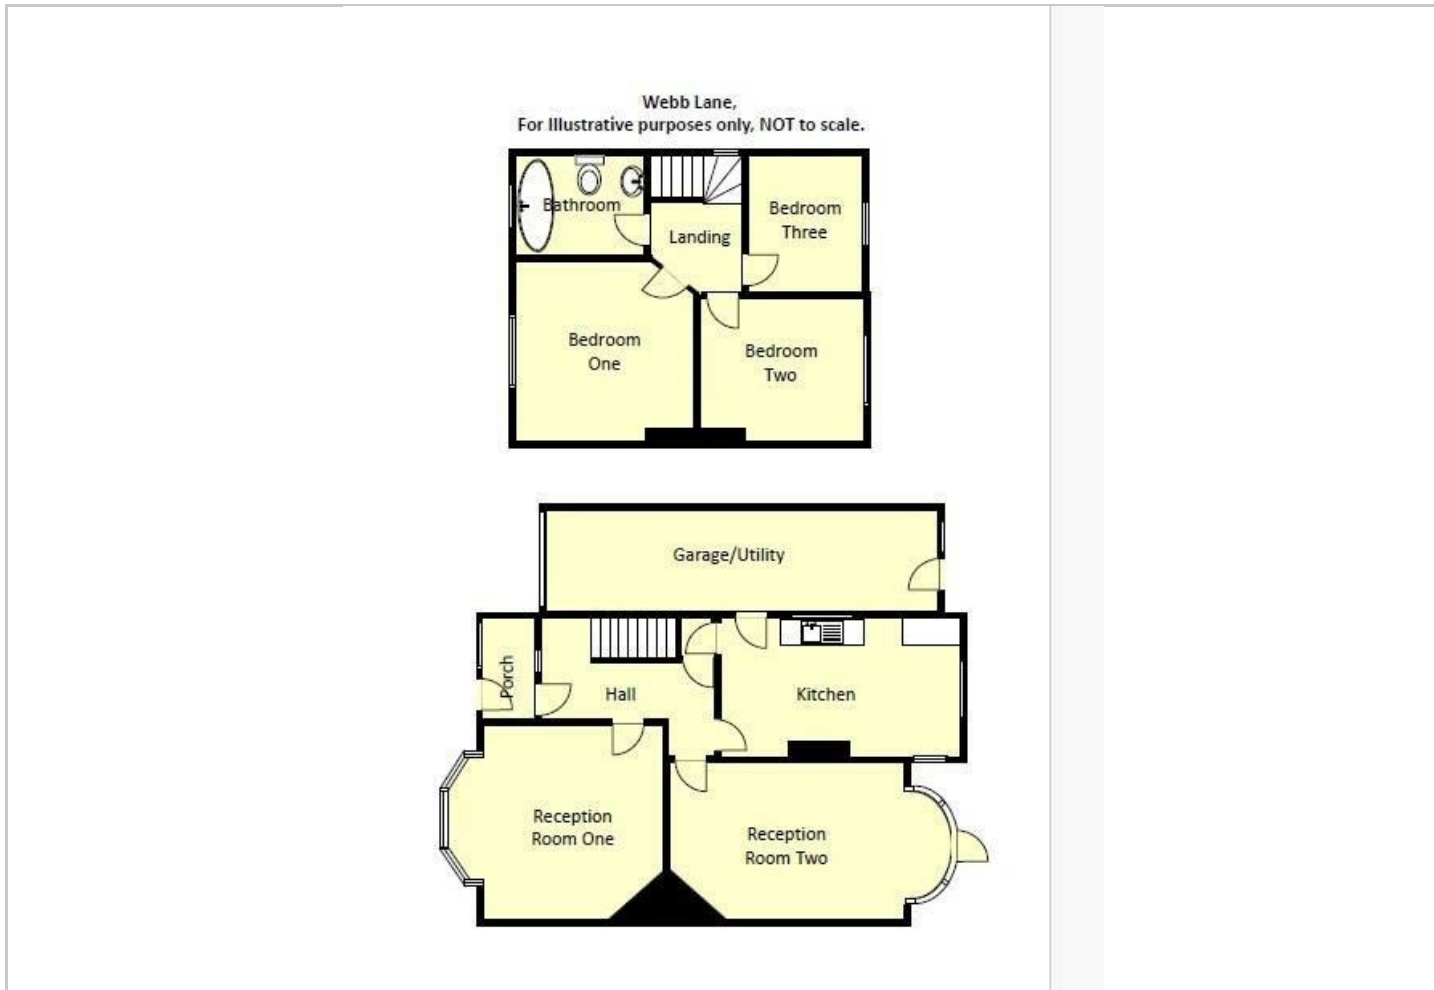 Webb Lane,
For Illustrative purposes only, NOT to scale.
Bathroom
Landing
Bedroom
Three
Bedroom
One
Bedroom
Two
Garage/Utility
Porch
Hall
Kitchen
Reception
Room One
Reception
Room Two